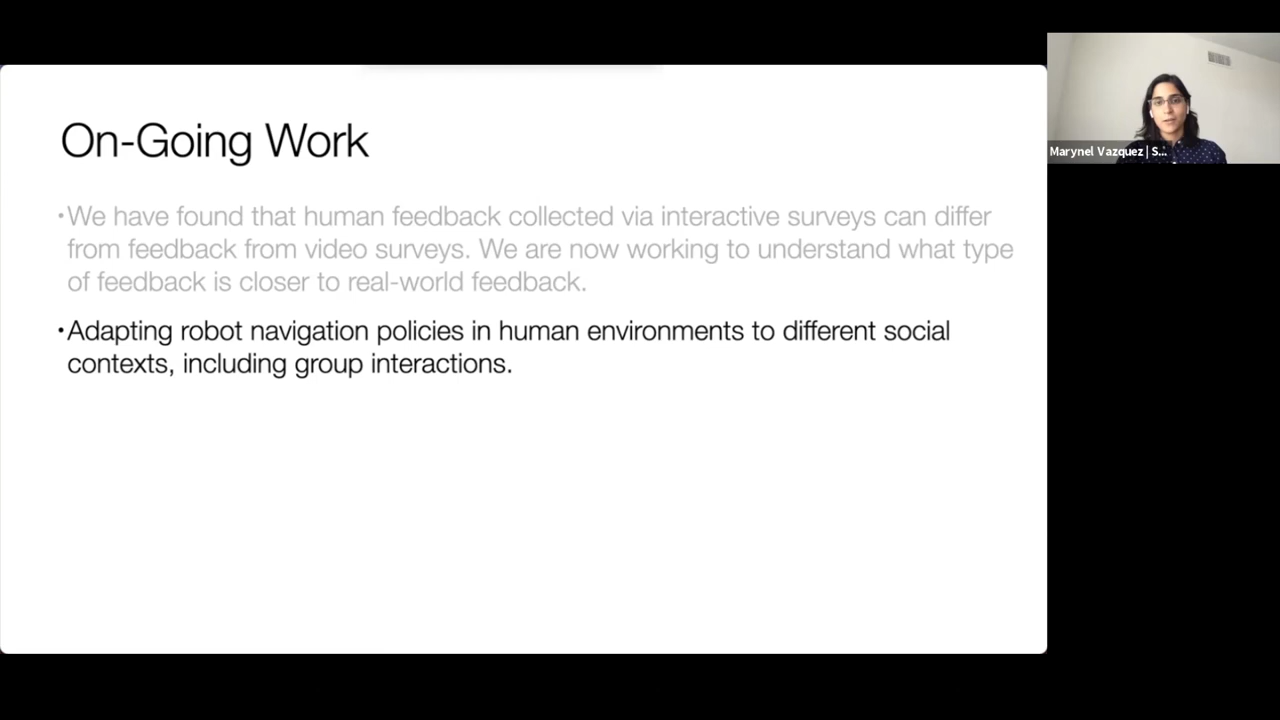 On-Going Work
•We have found that human feedback collected via interactive surveys can differ
from feedback from video surveys. We are now working to understand what type
of feedback is closer to real-world feedback.
•Adapting robot navigation policies in human environments to different social
contexts, including group interactions.
Marynel Vazquez | S...